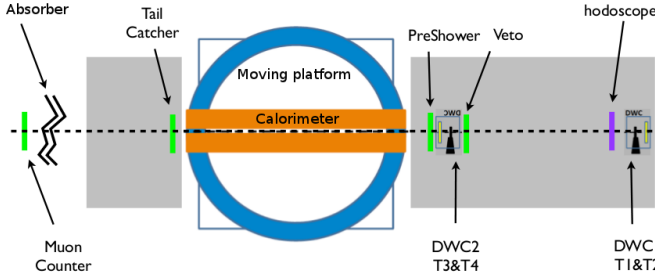 Absorber
Tail
Catcher
Moving platform
Calorimeter
PreShower
Veto
hodoscope
DWC
DWC
Muon
Counter
DWC2
T3&T4
DWC
T1&T2